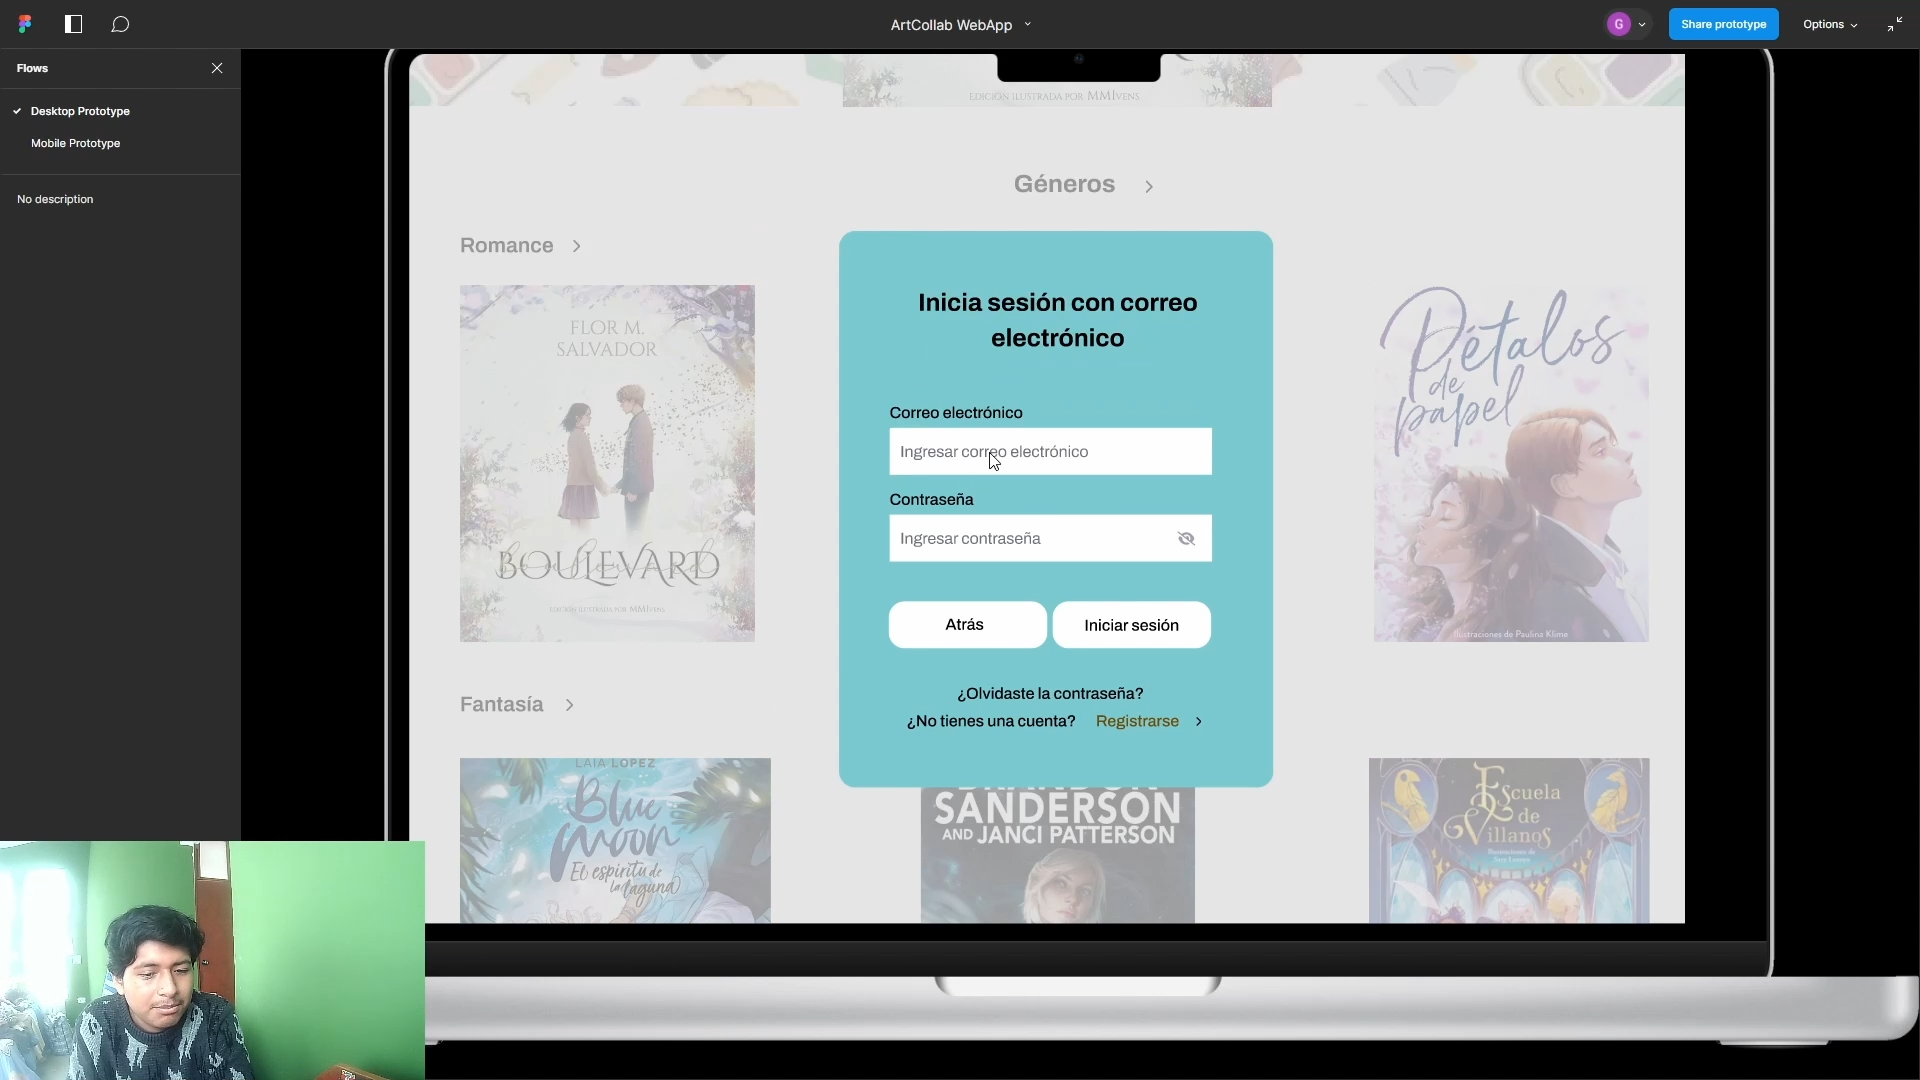 ArtCollab WebApp
G
Share prototype
Options
Flows
Desktop Prototype
Mobile Prototype
No description
EDICIÓN ILUSTRADA POR MMIVENS
Géneros
Romance
FLOR M.
SALVADOR
BOULEVARD
EDICIÓN ILUSTRADA POR MMIVENS
Inicia sesión con correo
electrónico
Correo electrónico
Ingresar correo electrónico
Contraseña
Ingresar contraseña
Atrás
Iniciar sesión
¿Olvidaste la contraseña?
¿No tienes una cuenta? Registrarse
Pétalos
de
papel
Ilustraciones de Paulina Klime
Fantasía
LAIA LOPEZ
Blue
Moon
El espíritu de
la laguna
BRANDON
SANDERSON
AND JANCI PATTERSON
Escuela
de
Villanos